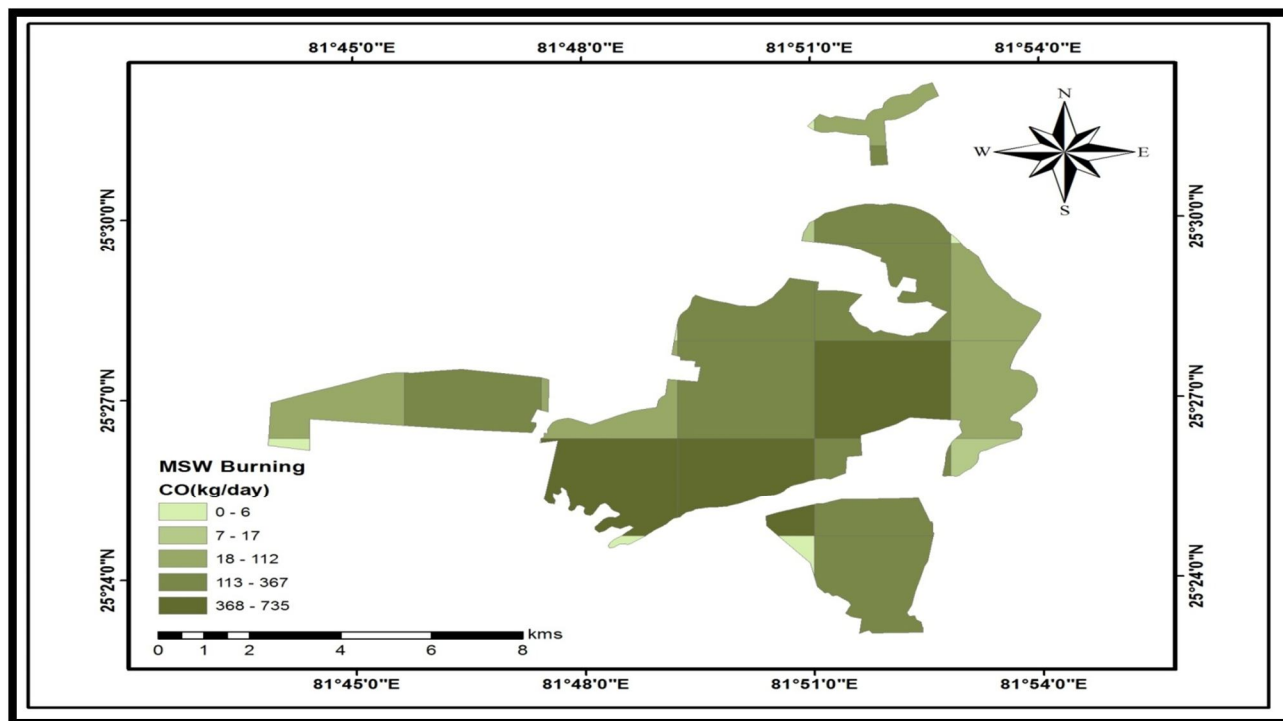 81°45'0"E 81°48'0"E 81°51'0"E 81°54'0"E
N
W E
S
25°30'0"N 25°30'0"N
25°27'0"N 25°27'0"N
MSW Burning
CO(kg/day)
0 - 6
7 - 17
18 - 112
113 - 367
368 - 735
25°24'0"N 25°24'0"N
kms
0 1 2 4 6 8
81°45'0"E 81°48'0"E 81°51'0"E 81°54'0"E